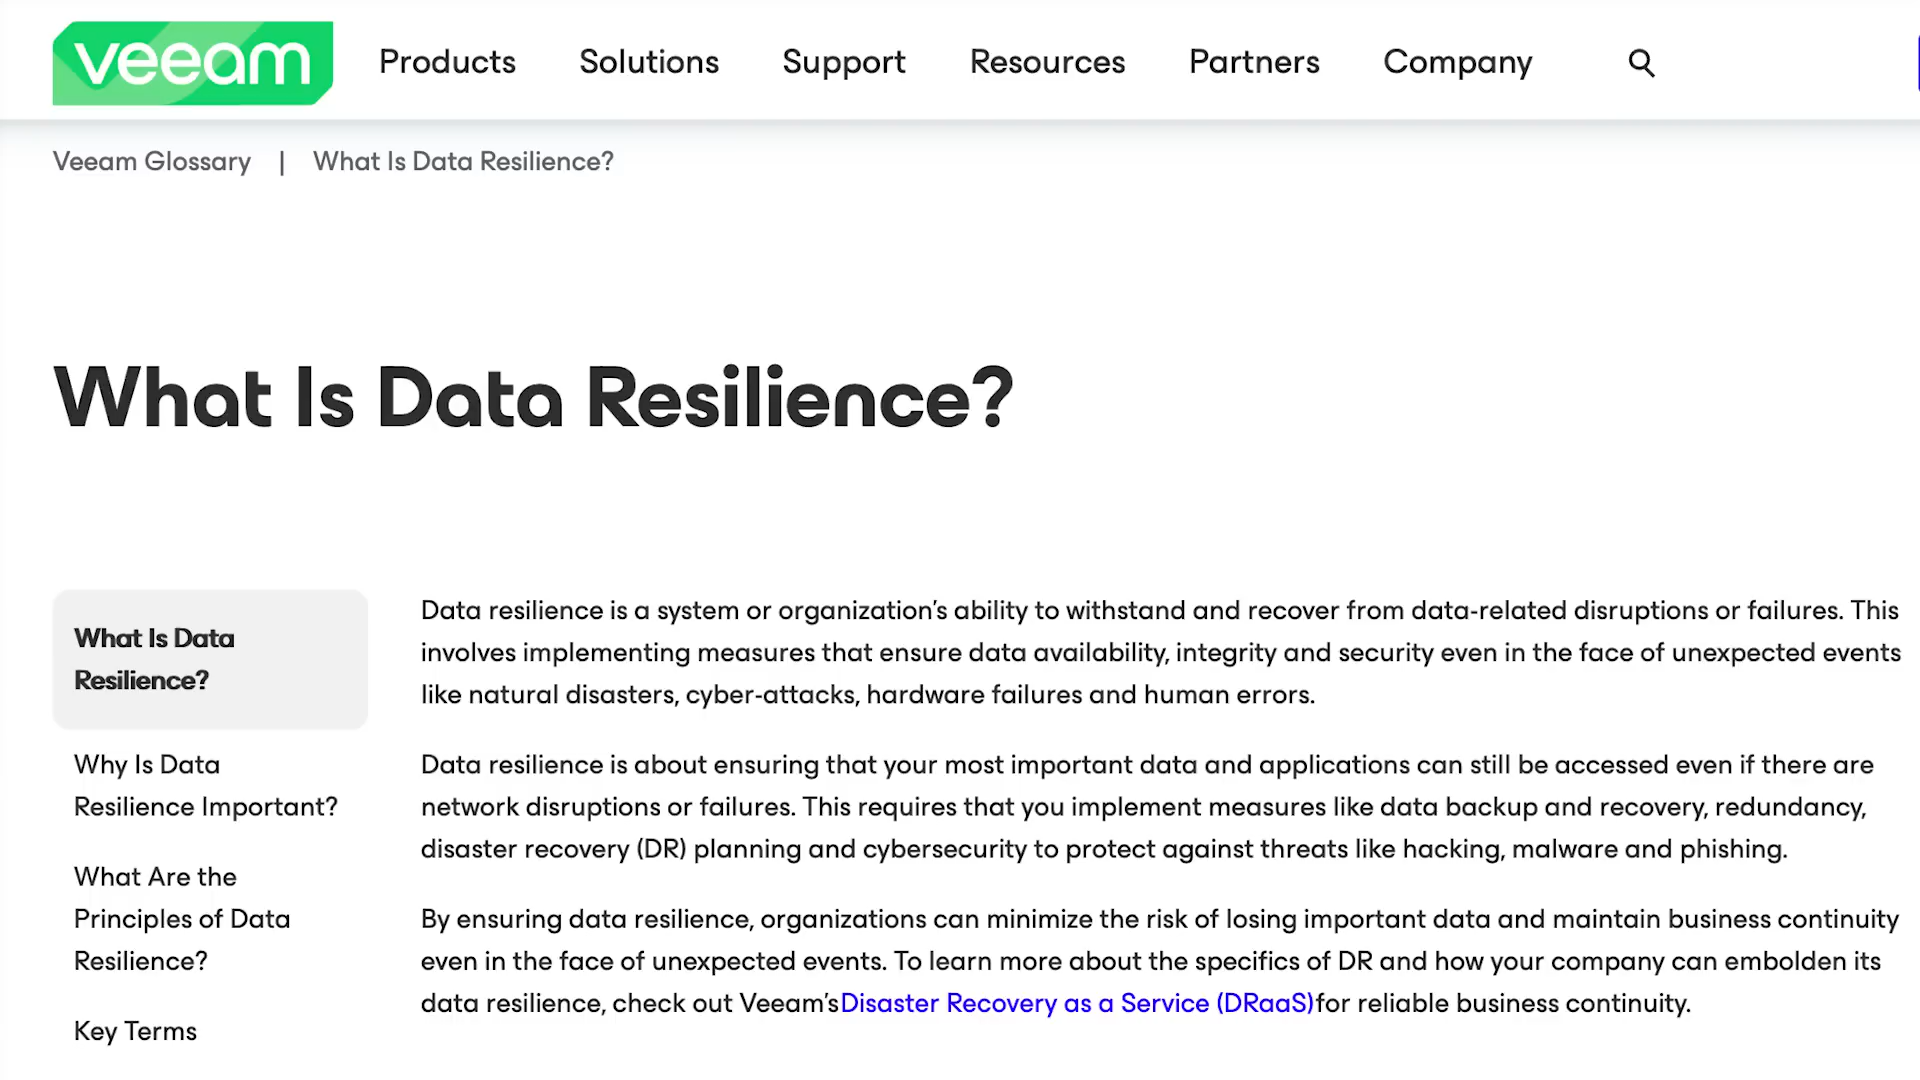 veeam
Products Solutions Support Resources Partners Company
Veeam Glossary | What Is Data Resilience?
What Is Data Resilience?
What Is Data
Resilience?
Why Is Data
Resilience Important?
What Are the
Principles of Data
Resilience?
Key Terms
Data resilience is a system or organization’s ability to withstand and recover from data-related disruptions or failures. This
involves implementing measures that ensure data availability, integrity and security even in the face of unexpected events
like natural disasters, cyber-attacks, hardware failures and human errors.
Data resilience is about ensuring that your most important data and applications can still be accessed even if there are
network disruptions or failures. This requires that you implement measures like data backup and recovery, redundancy,
disaster recovery (DR) planning and cybersecurity to protect against threats like hacking, malware and phishing.
By ensuring data resilience, organizations can minimize the risk of losing important data and maintain business continuity
even in the face of unexpected events. To learn more about the specifics of DR and how your company can embolden its
data resilience, check out Veeam’sDisaster Recovery as a Service (DRaaS)for reliable business continuity.